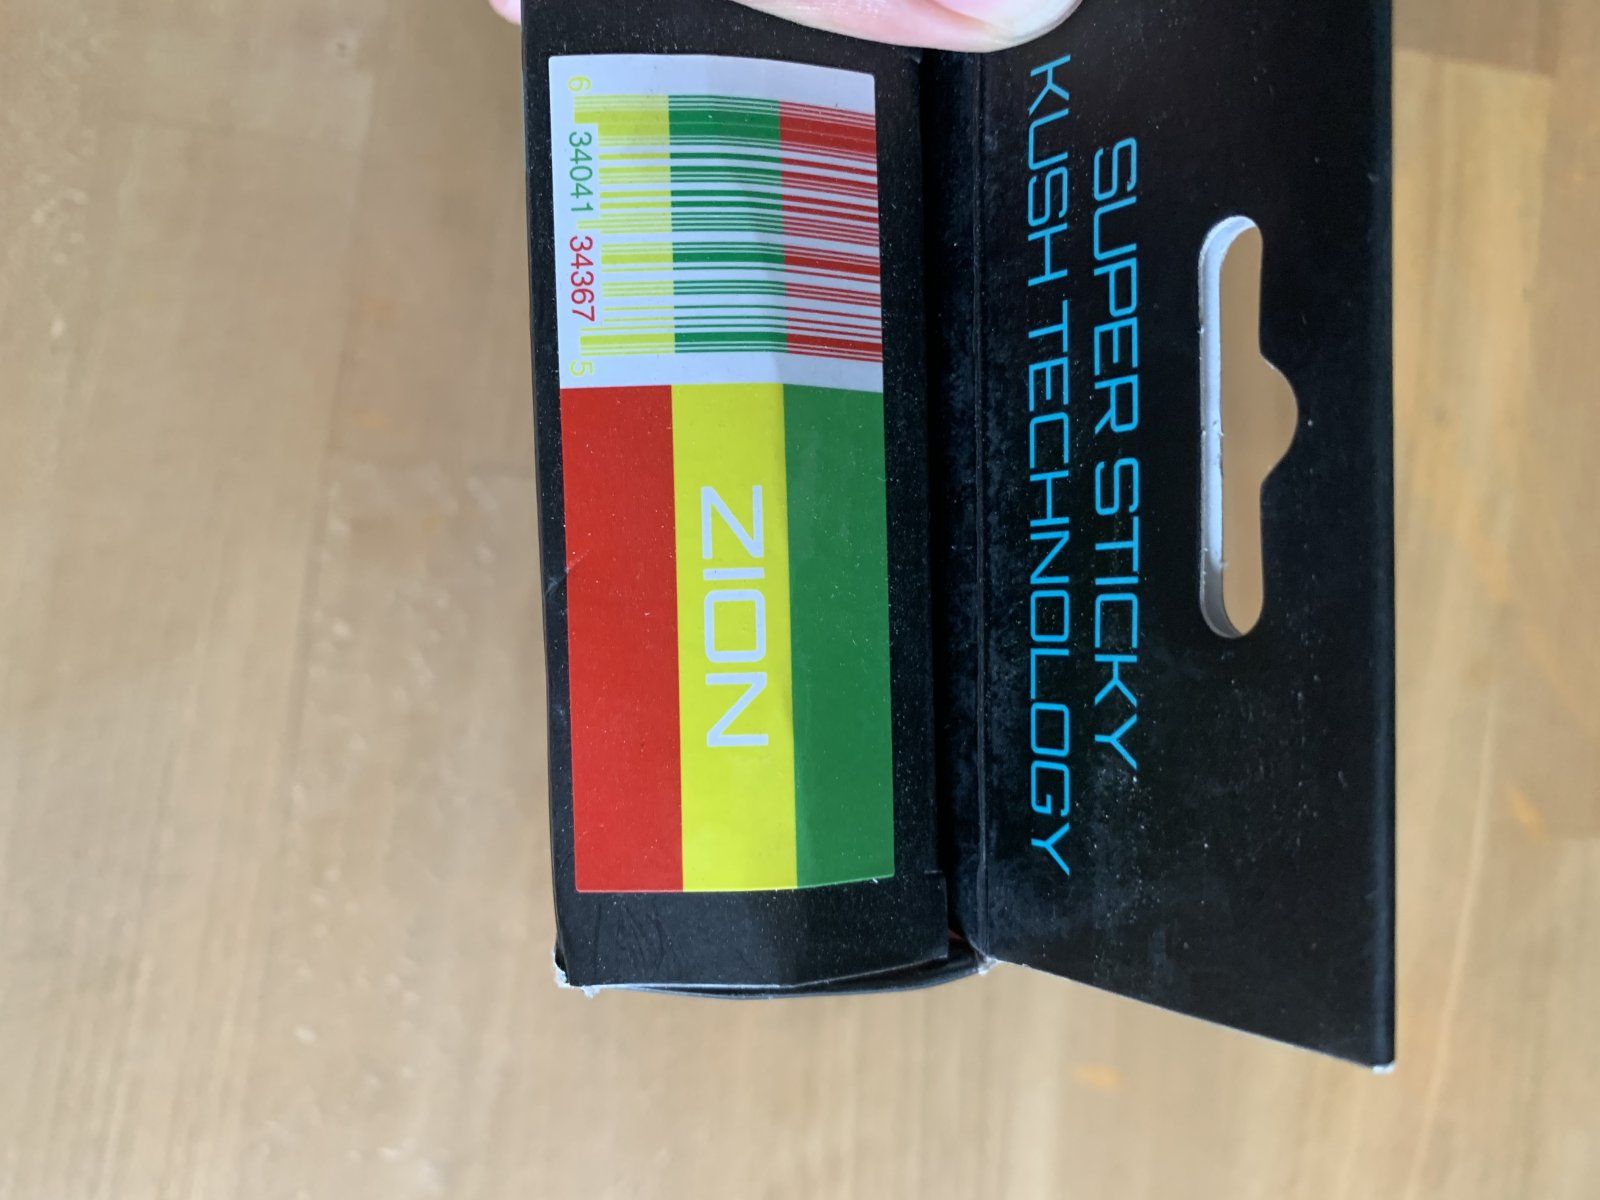 SUPER STICKY
KUSH TECHNOLOGY
6 34041 34367 5
ZION